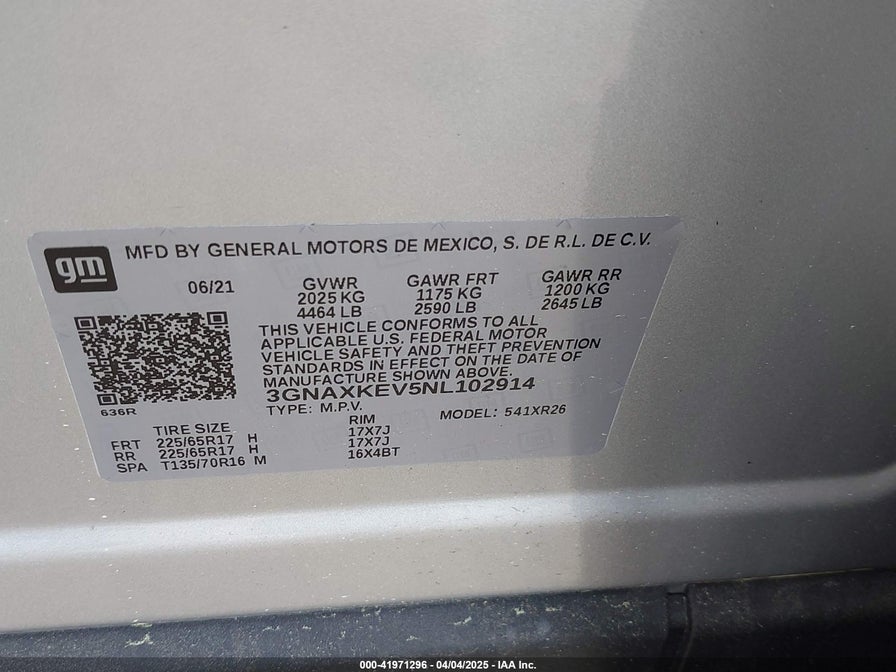 gm
MFD BY GENERAL MOTORS DE MEXICO, S. DE R.L. DE C.V.
06/21 GVWR GAWR FRT GAWR RR
2025 KG 1175 KG 1200 KG
4464 LB 2590 LB 2645 LB
THIS VEHICLE CONFORMS TO ALL
APPLICABLE U.S. FEDERAL MOTOR
VEHICLE SAFETY AND THEFT PREVENTION
STANDARDS IN EFFECT ON THE DATE OF
MANUFACTURE SHOWN ABOVE.
3GNAXKEV5NL102914
636R
TYPE: M.P.V. MODEL: 541XR26
TIRE SIZE RIM
FRT 225/65R17 H 17X7J
RR 225/65R17 H 17X7J
SPA T135/70R16 M 16X4BT
000-41971296 - 04/04/2025 - IAA Inc.